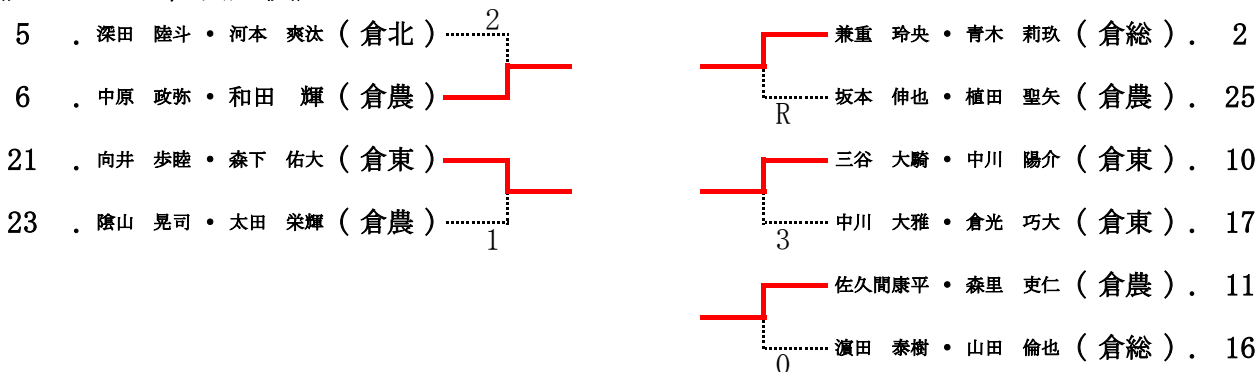 2
5 . 深田 陸斗 • 河本 爽汰 ( 倉北 )
6 . 中原 政弥 • 和田 輝 ( 倉農 )
21 . 向井 歩睦 • 森下 佑大 ( 倉東 )
23 . 陰山 晃司 • 太田 栄輝 ( 倉農 )
1
兼重 玲央 • 青木 莉玖 ( 倉総 ) . 2
坂本 伸也 • 植田 聖矢 ( 倉農 ) . 25
R
三谷 大騎 • 中川 陽介 ( 倉東 ) . 10
中川 大雅 • 倉光 巧大 ( 倉東 ) . 17
3
佐久間康平 • 森里 吏仁 ( 倉農 ) . 11
濵田 泰樹 • 山田 倫也 ( 倉総 ) . 16
0